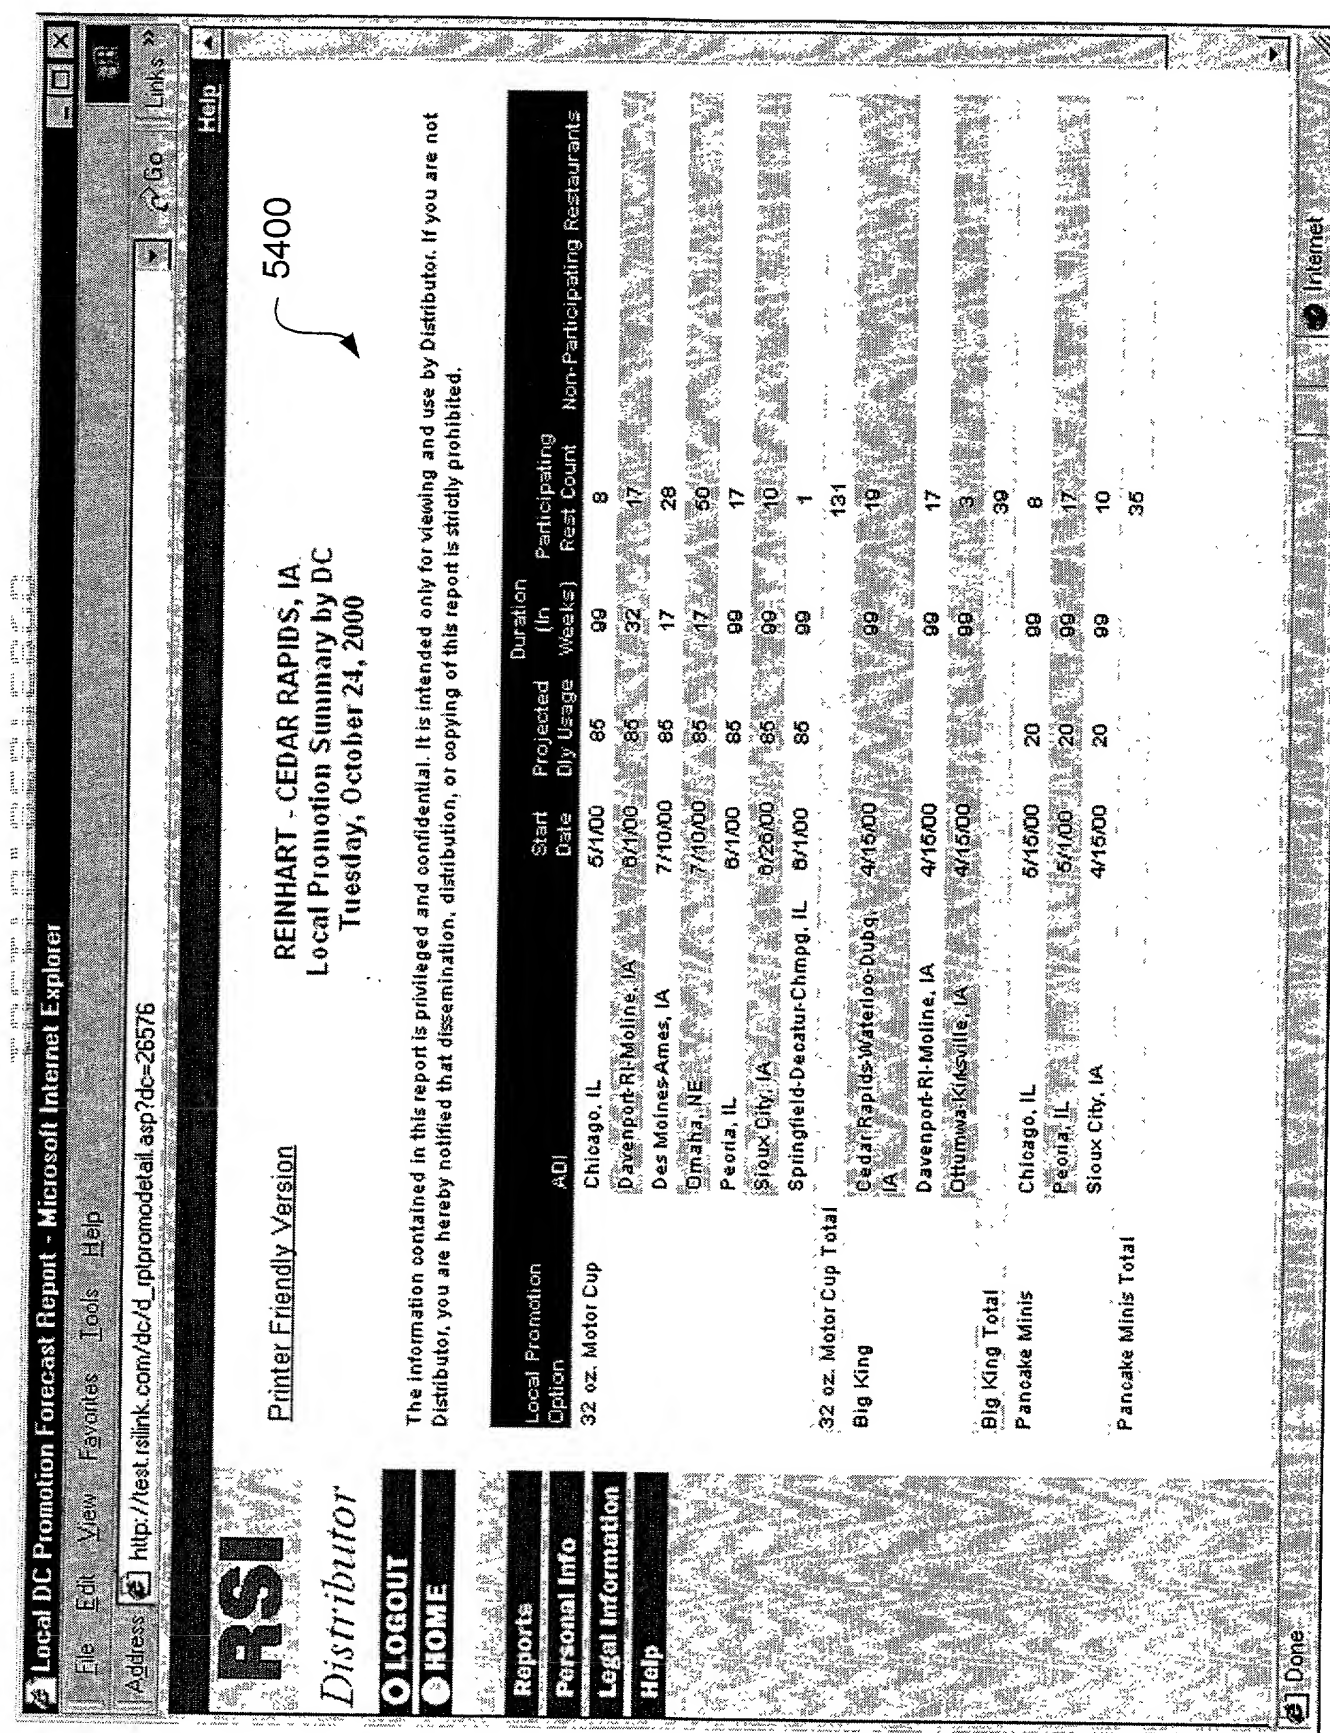 Local DC Promotion Forecast Report - Microsoft Internet Explorer
File Edit View Favorites Tools Help
Address http://test.rsilink.com/dc/d_rptpromodetail.asp?dc=26576 Go Links »
Help
RSI
Distributor
LOGOUT
HOME
Reports
Personal Info
Legal Information
Help
Printer Friendly Version
REINHART - CEDAR RAPIDS, IA
Local Promotion Summary by DC
Tuesday, October 24, 2000
5400
The information contained in this report is privileged and confidential. It is intended only for viewing and use by Distributor. If you are not
Distributor, you are hereby notified that dissemination, distribution, or copying of this report is strictly prohibited.
Local Promotion Option ADI Start Date Projected Dly Usage Duration (In Weeks) Participating Rest Count Non-Participating Restaurants
32 oz. Motor Cup Chicago, IL 5/1/00 85 99 8
Davenport-RI-Moline, IA 6/1/00 85 32 17
Des Moines-Ames, IA 7/10/00 85 17 28
Omaha, NE 7/10/00 85 17 50
Peoria, IL 6/1/00 85 99 17
Sioux City, IA 6/26/00 85 99 10
Springfield-Decatur-Chmpg, IL 6/1/00 85 99 1
32 oz. Motor Cup Total 131
Big King Cedar Rapids-Waterloo-Dubq, 4/15/00 99 19
IA
Davenport-RI-Moline, IA 4/15/00 99 17
Ottumwa-Kirksville, IA 4/15/00 99 3
Big King Total 39
Pancake Minis Chicago, IL 5/15/00 20 99 8
Peoria, IL 5/1/00 20 99 17
Sioux City, IA 4/15/00 20 99 10
Pancake Minis Total 35
Done Internet